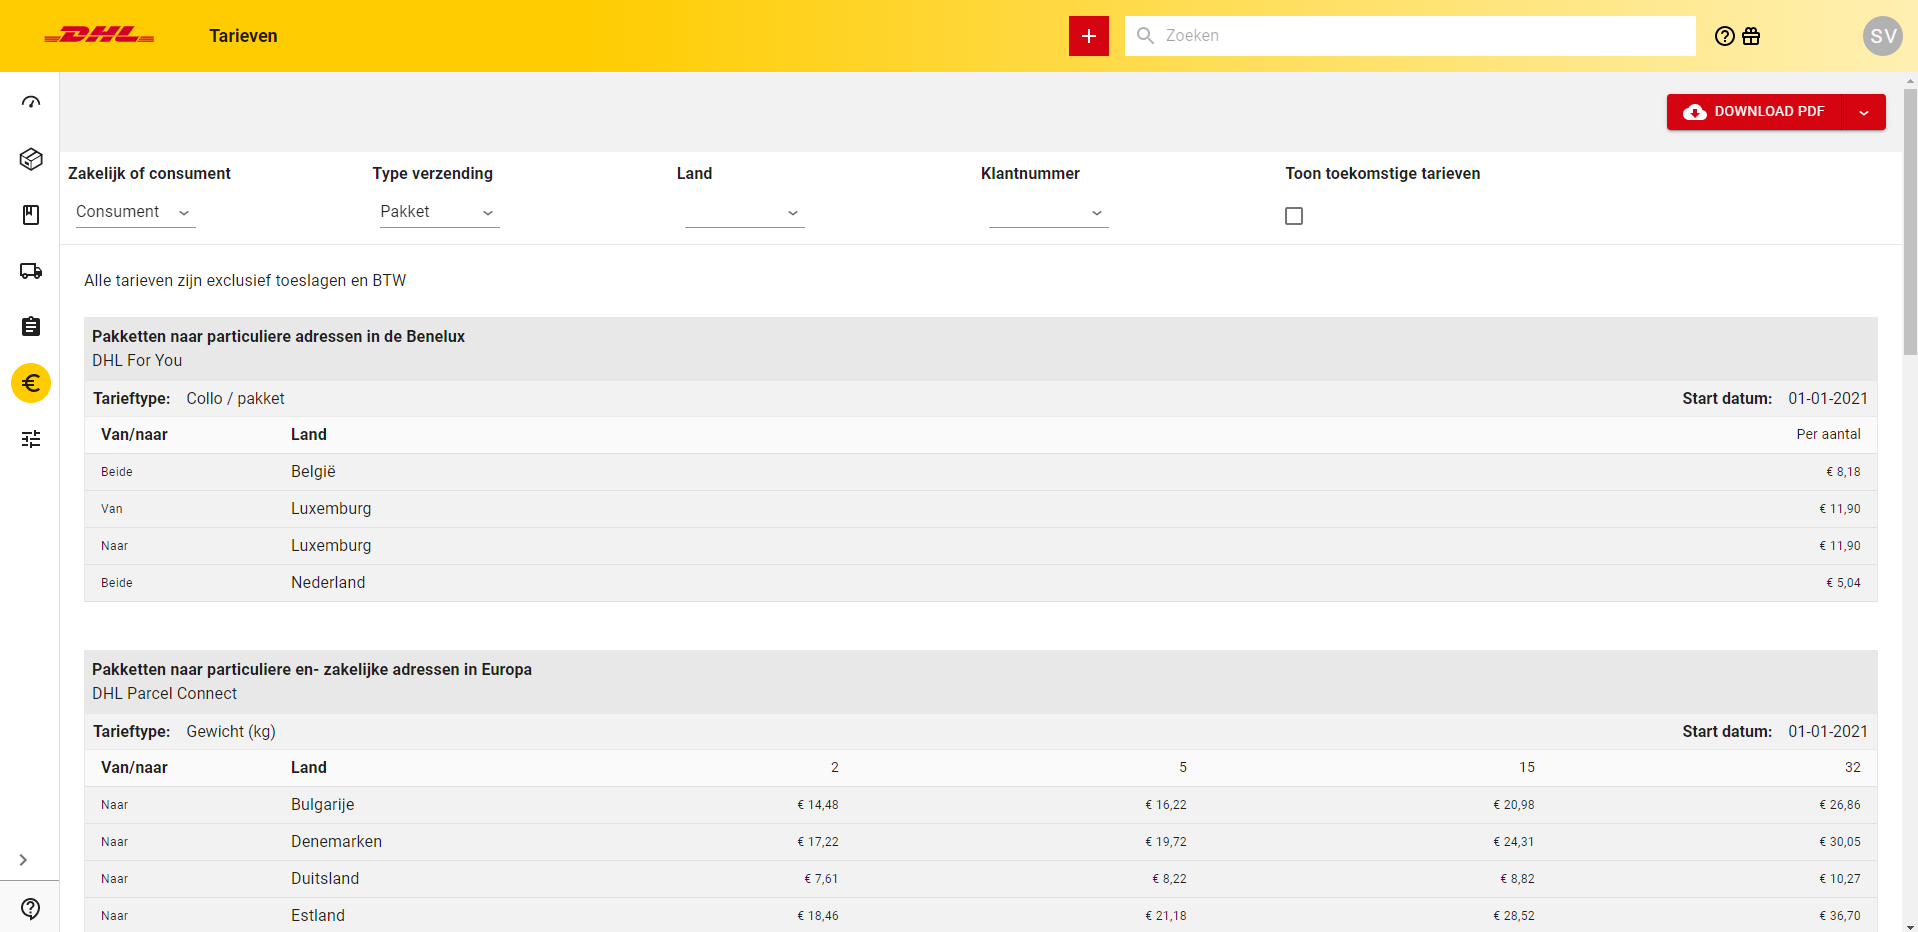 DHL Tarieven + Zoeken SV
DOWNLOAD PDF
Zakelijk of consument Type verzending Land Klantnummer Toon toekomstige tarieven
Consument Pakket
Alle tarieven zijn exclusief toeslagen en BTW
Pakketten naar particuliere adressen in de Benelux
DHL For You
Tarieftype: Collo / pakket Start datum: 01-01-2021
Van/naar Land Per aantal
Beide België € 8,18
Van Luxemburg € 11,90
Naar Luxemburg € 11,90
Beide Nederland € 5,04
Pakketten naar particuliere en- zakelijke adressen in Europa
DHL Parcel Connect
Tarieftype: Gewicht (kg) Start datum: 01-01-2021
Van/naar Land 2 5 15 32
Naar Bulgarije € 14,48 € 16,22 € 20,98 € 26,86
Naar Denemarken € 17,22 € 19,72 € 24,31 € 30,05
Naar Duitsland € 7,61 € 8,22 € 8,82 € 10,27
Naar Estland € 18,46 € 21,18 € 28,52 € 36,70